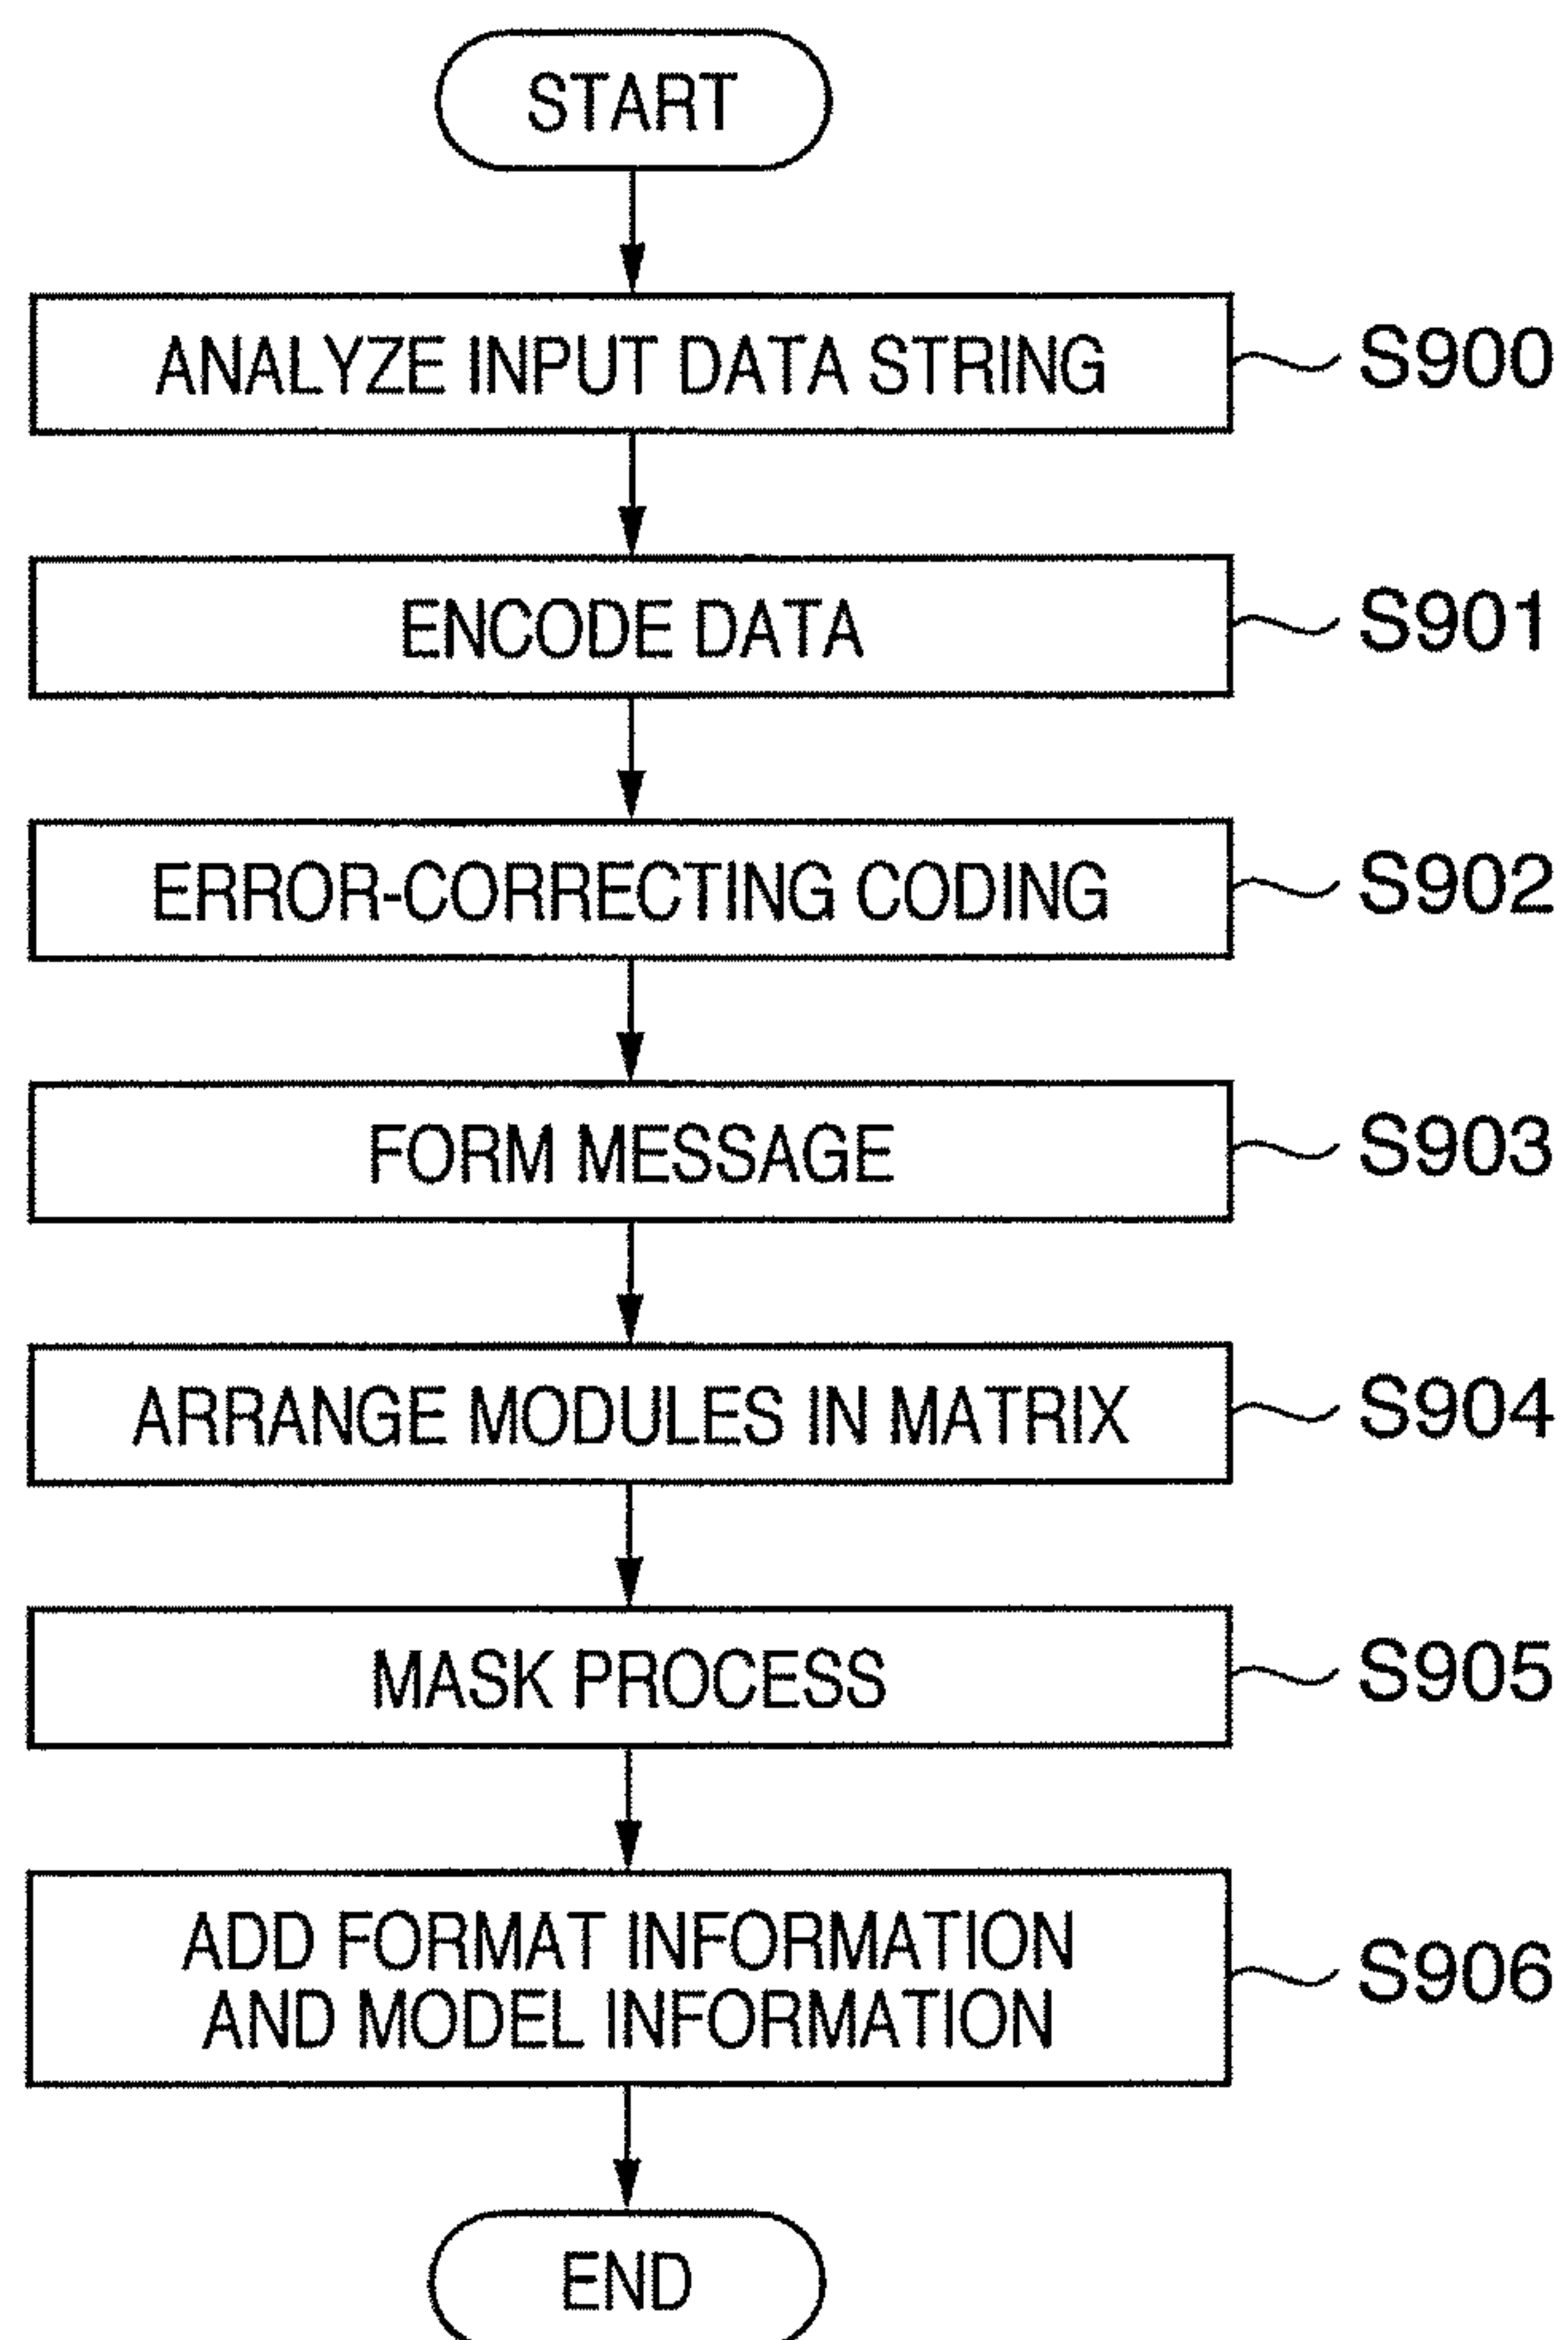 START
ANALYZE INPUT DATA STRING
S900
ENCODE DATA
S901
ERROR-CORRECTING CODING
S902
FORM MESSAGE
S903
ARRANGE MODULES IN MATRIX
S904
MASK PROCESS
S905
ADD FORMAT INFORMATION
AND MODEL INFORMATION
S906
END